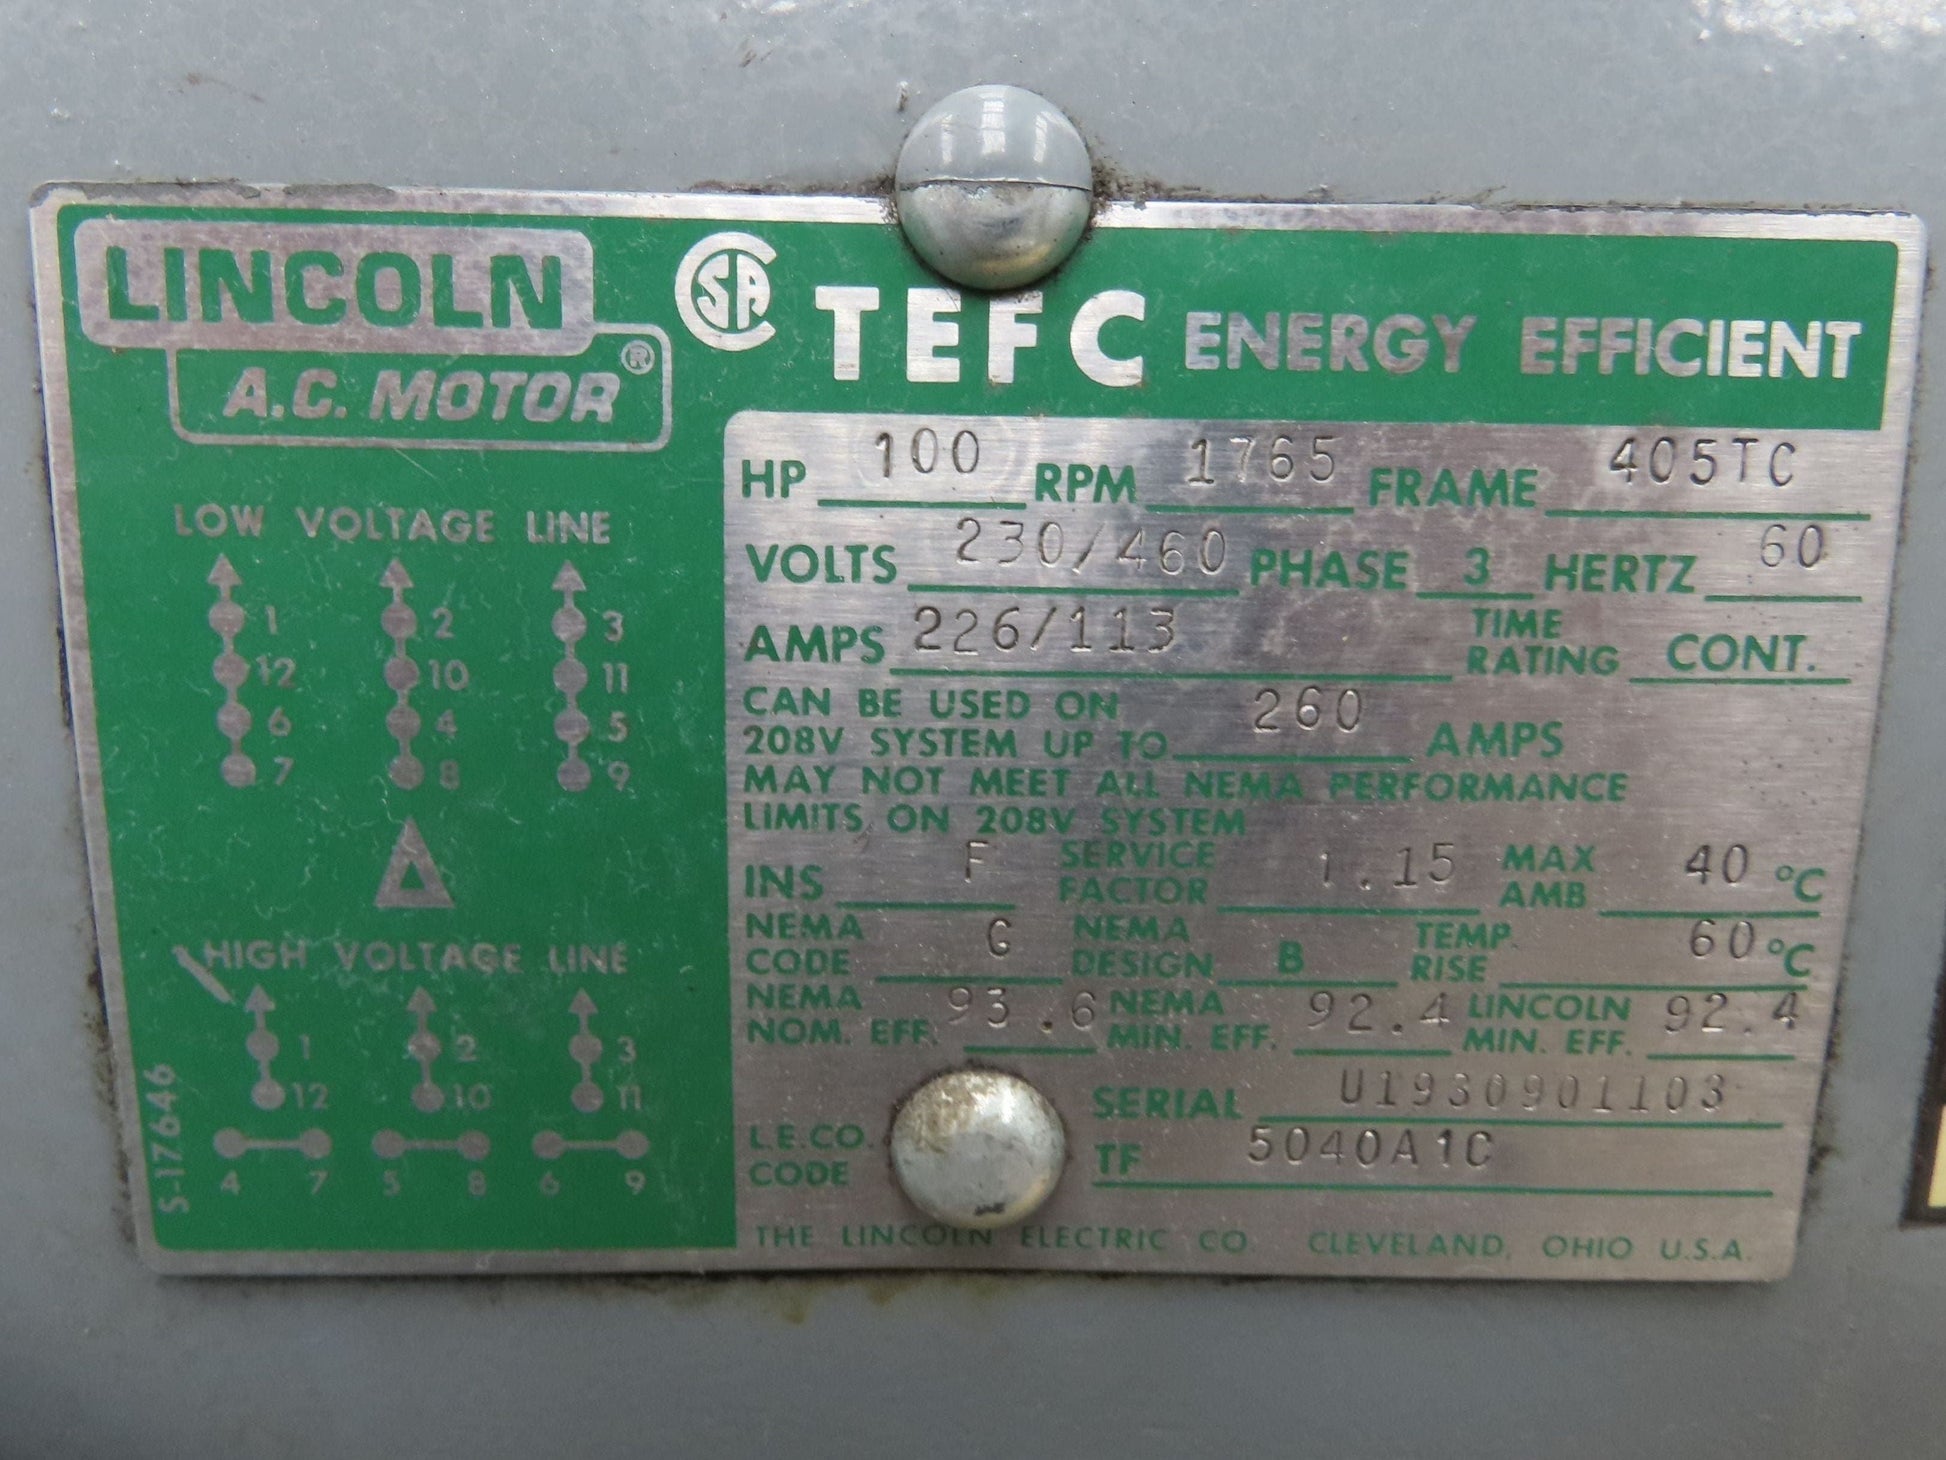 LINCOLN
A.C. MOTOR ®
CSA TEFC ENERGY EFFICIENT
LOW VOLTAGE LINE
1 2 3
12 10 11
6 4 5
7 8 9
HIGH VOLTAGE LINE
1 2 3
12 10 11
4 7 5 8 6 9
S-17646
HP 100 RPM 1765 FRAME 405TC
VOLTS 230/460 PHASE 3 HERTZ 60
AMPS 226/113 TIME RATING CONT.
CAN BE USED ON
208V SYSTEM UP TO 260 AMPS
MAY NOT MEET ALL NEMA PERFORMANCE
LIMITS ON 208V SYSTEM
INS F SERVICE FACTOR 1.15 MAX AMB 40 °C
NEMA CODE G NEMA DESIGN B TEMP. RISE 60 °C
NEMA NOM. EFF. 93.6 NEMA MIN. EFF. 92.4 LINCOLN MIN. EFF. 92.4
SERIAL U1930901103
L.E.CO. CODE TF 5040A1C
THE LINCOLN ELECTRIC CO. CLEVELAND, OHIO U.S.A.